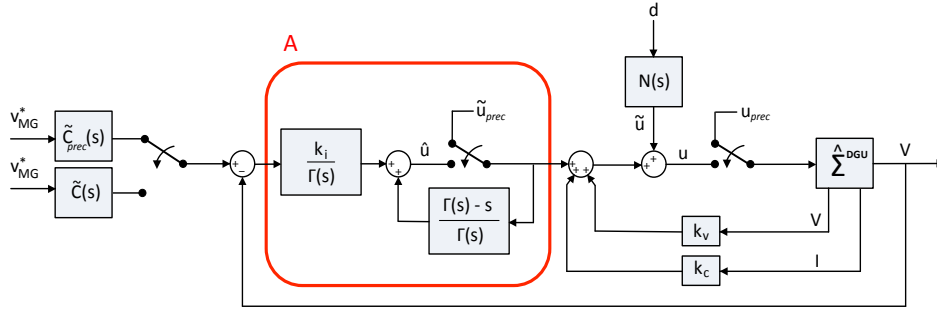 A
d
N(s)
ũ
v*MG
C̃prec(s)
v*MG
C̃(s)
+
−
ki
Γ(s)
+
+
û
ũprec
Γ(s) - s
Γ(s)
+
+ +
+
+
u
uprec
Σ̂DGU
V
kv
V
kc
I